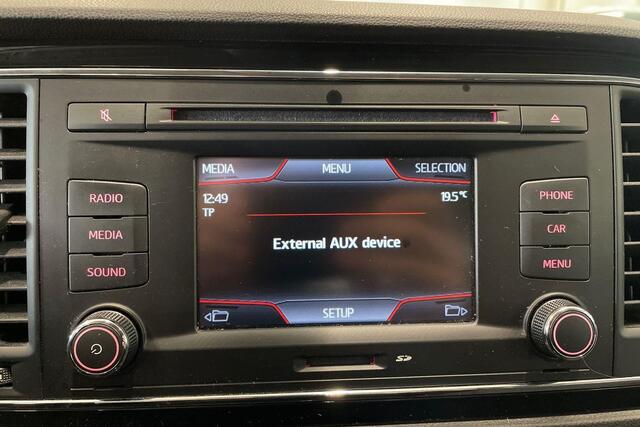 MEDIA MENU SELECTION
12:49 19.5°C
TP
External AUX device
SETUP
RADIO
MEDIA
SOUND
PHONE
CAR
MENU
SD